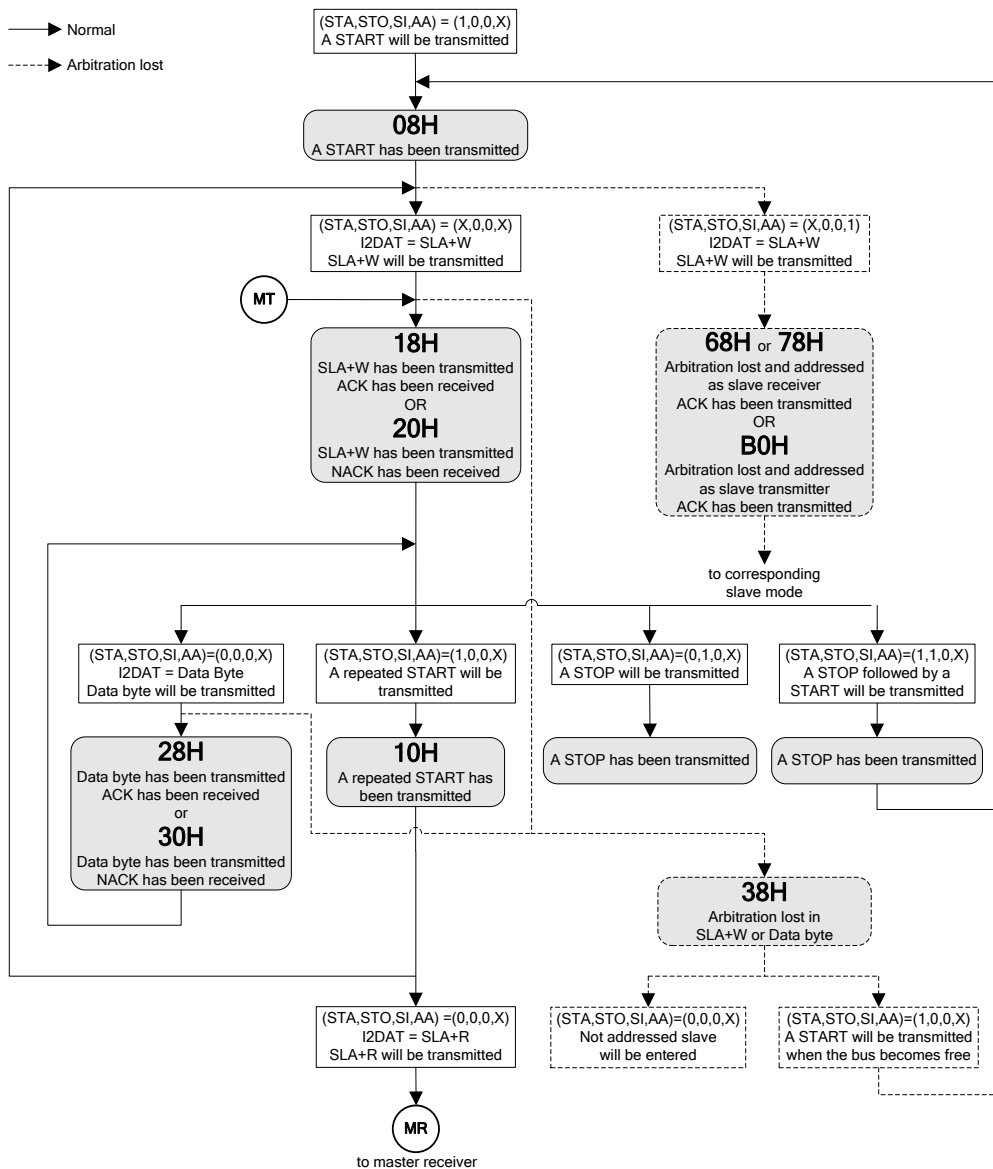 Normal
Arbitration lost
(STA,STO,SI,AA) = (1,0,0,X)
A START will be transmitted
08H
A START has been transmitted
(STA,STO,SI,AA) = (X,0,0,X)
I2DAT = SLA+W
SLA+W will be transmitted
(STA,STO,SI,AA) = (X,0,0,1)
I2DAT = SLA+W
SLA+W will be transmitted
MT
18H
SLA+W has been transmitted
ACK has been received
OR
20H
SLA+W has been transmitted
NACK has been received
68H or 78H
Arbitration lost and addressed
as slave receiver
ACK has been transmitted
OR
B0H
Arbitration lost and addressed
as slave transmitter
ACK has been transmitted
to corresponding
slave mode
(STA,STO,SI,AA)=(0,0,0,X)
I2DAT = Data Byte
Data byte will be transmitted
(STA,STO,SI,AA)=(1,0,0,X)
A repeated START will be
transmitted
(STA,STO,SI,AA)=(0,1,0,X)
A STOP will be transmitted
(STA,STO,SI,AA)=(1,1,0,X)
A STOP followed by a
START will be transmitted
28H
Data byte has been transmitted
ACK has been received
or
30H
Data byte has been transmitted
NACK has been received
10H
A repeated START has
been transmitted
A STOP has been transmitted
A STOP has been transmitted
38H
Arbitration lost in
SLA+W or Data byte
(STA,STO,SI,AA) =(0,0,0,X)
I2DAT = SLA+R
SLA+R will be transmitted
(STA,STO,SI,AA)=(0,0,0,X)
Not addressed slave
will be entered
(STA,STO,SI,AA)=(1,0,0,X)
A START will be transmitted
when the bus becomes free
MR
to master receiver